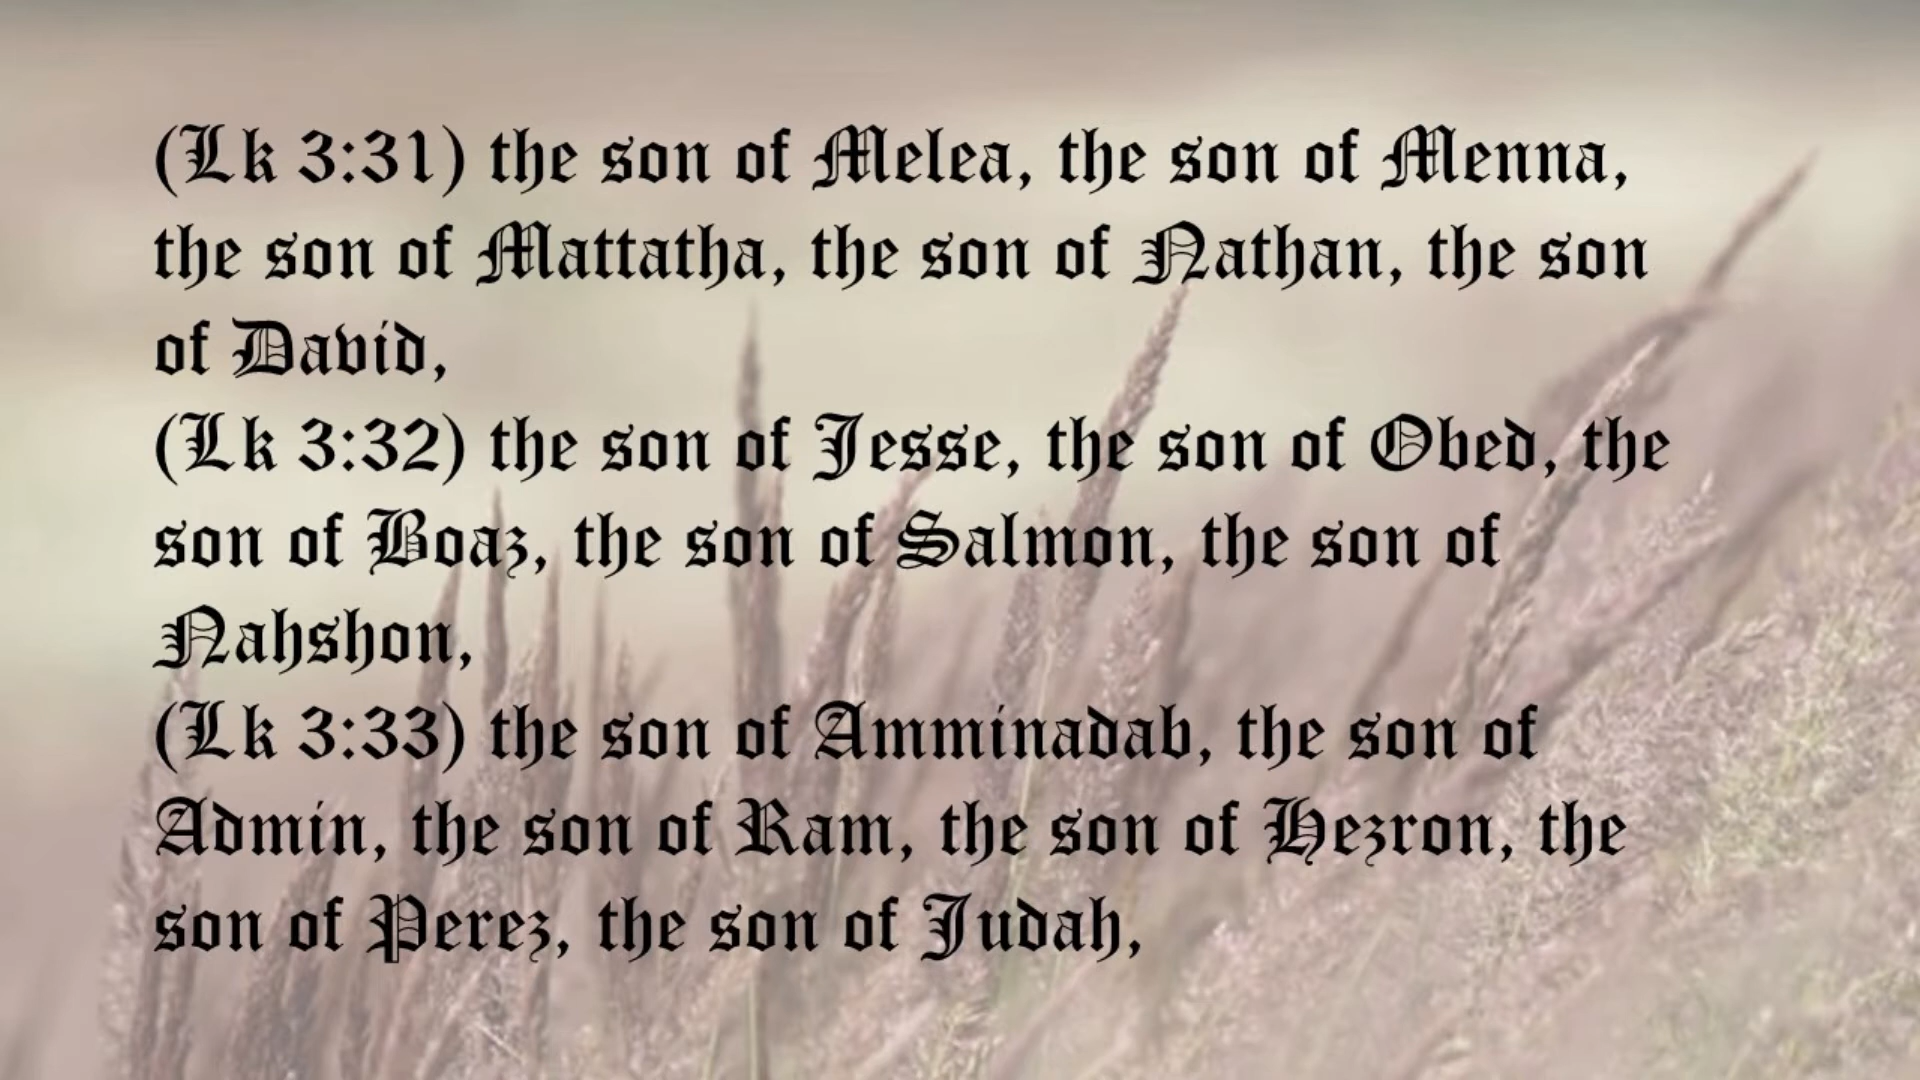 (Lk 3:31) the son of Melea, the son of Menna,
the son of Mattatha, the son of Nathan, the son
of David,
(Lk 3:32) the son of Jesse, the son of Obed, the
son of Boaz, the son of Salmon, the son of
Nahshon,
(Lk 3:33) the son of Amminadab, the son of
Admin, the son of Ram, the son of Hezron, the
son of Perez, the son of Judah,